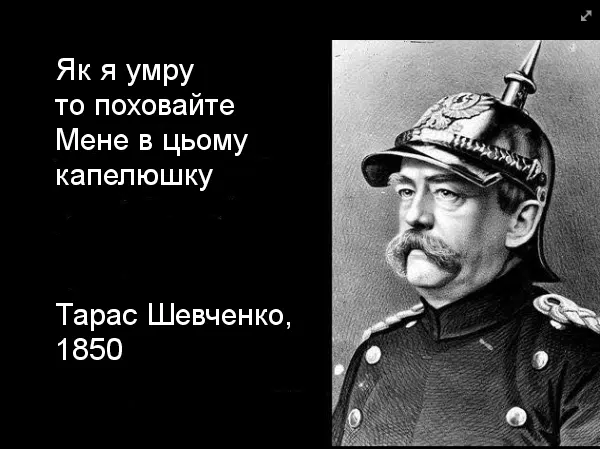 Як я умру
то поховайте
Мене в цьому
капелюшку
Тарас Шевченко,
1850